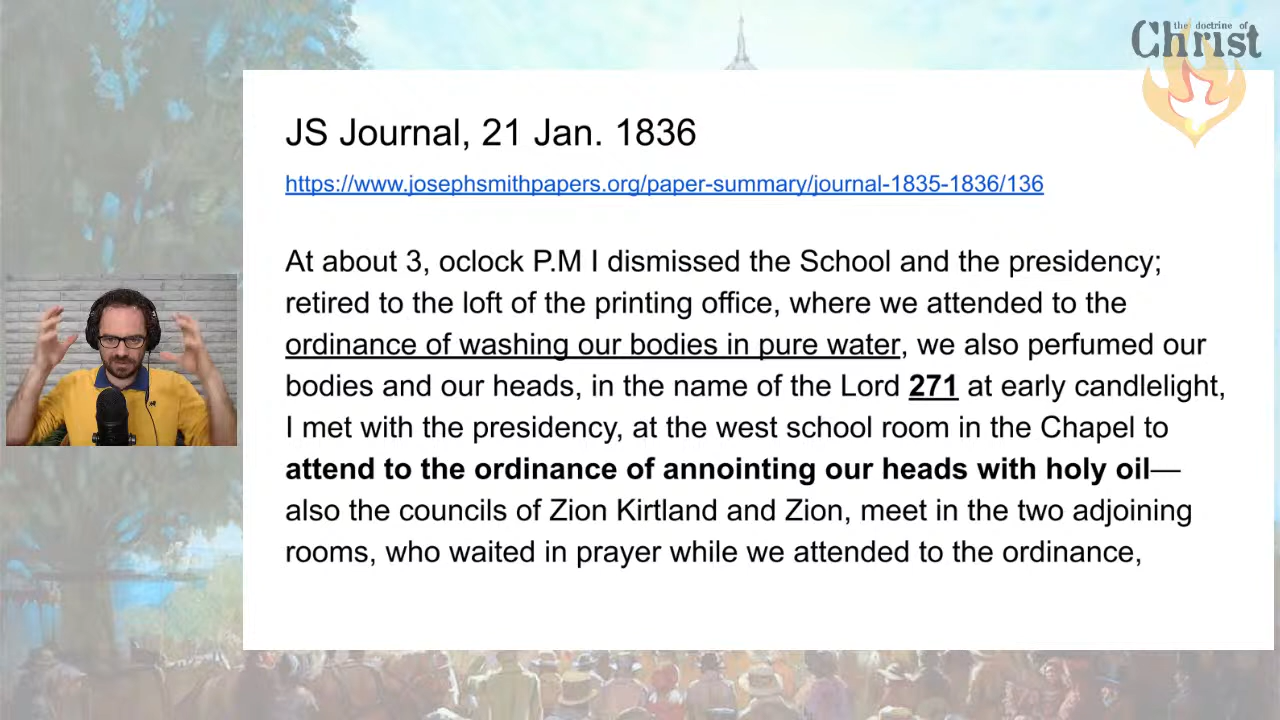 the doctrine of
Christ
JS Journal, 21 Jan. 1836
https://www.josephsmithpapers.org/paper-summary/journal-1835-1836/136
At about 3, oclock P.M I dismissed the School and the presidency;
retired to the loft of the printing office, where we attended to the
ordinance of washing our bodies in pure water, we also perfumed our
bodies and our heads, in the name of the Lord 271 at early candlelight,
I met with the presidency, at the west school room in the Chapel to
attend to the ordinance of annointing our heads with holy oil—
also the councils of Zion Kirtland and Zion, meet in the two adjoining
rooms, who waited in prayer while we attended to the ordinance,